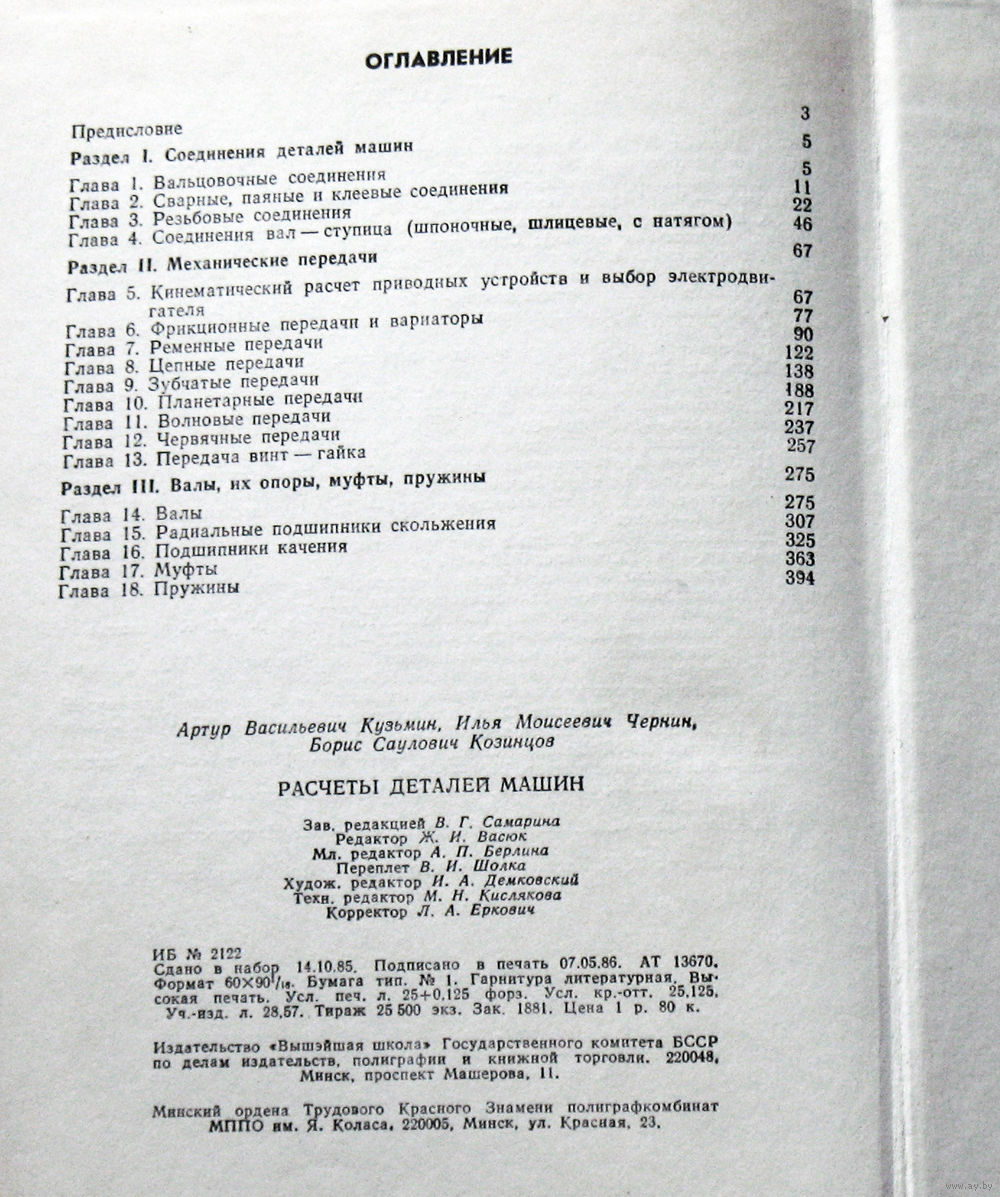 ОГЛАВЛЕНИЕ
Предисловие 3
Раздел I. Соединения деталей машин 5
Глава 1. Вальцовочные соединения 5
Глава 2. Сварные, паяные и клеевые соединения 11
Глава 3. Резьбовые соединения 22
Глава 4. Соединения вал — ступица (шпоночные, шлицевые, с натягом) 46
Раздел II. Механические передачи 67
Глава 5. Кинематический расчет приводных устройств и выбор электродви-
гателя 67
Глава 6. Фрикционные передачи и вариаторы 77
Глава 7. Ременные передачи 90
Глава 8. Цепные передачи 122
Глава 9. Зубчатые передачи 138
Глава 10. Планетарные передачи 188
Глава 11. Волновые передачи 217
Глава 12. Червячные передачи 237
Глава 13. Передача винт — гайка 257
Раздел III. Валы, их опоры, муфты, пружины 275
Глава 14. Валы 275
Глава 15. Радиальные подшипники скольжения 307
Глава 16. Подшипники качения 325
Глава 17. Муфты 363
Глава 18. Пружины 394
Артур Васильевич Кузьмин, Илья Моисеевич Чернин,
Борис Саулович Козинцов
РАСЧЕТЫ ДЕТАЛЕЙ МАШИН
Зав. редакцией В. Г. Самарина
Редактор Ж. И. Васюк
Мл. редактор А. П. Берлина
Переплет В. И. Шолка
Худож. редактор И. А. Демковский
Техн. редактор М. Н. Кислякова
Корректор Л. А. Еркович
ИБ № 2122
Сдано в набор 14.10.85. Подписано в печать 07.05.86. АТ 13670.
Формат 60×90 1/16. Бумага тип. № 1. Гарнитура литературная. Вы-
сокая печать. Усл. печ. л. 25+0,125 форз. Усл. кр.-отт. 25,125.
Уч.-изд. л. 28,57. Тираж 25 500 экз. Зак. 1881. Цена 1 р. 80 к.
Издательство «Вышэйшая школа» Государственного комитета БССР
по делам издательств, полиграфии и книжной торговли. 220048,
Минск, проспект Машерова, 11.
Минский ордена Трудового Красного Знамени полиграфкомбинат
МППО им. Я. Коласа. 220005, Минск, ул. Красная, 23.
www.ay.by